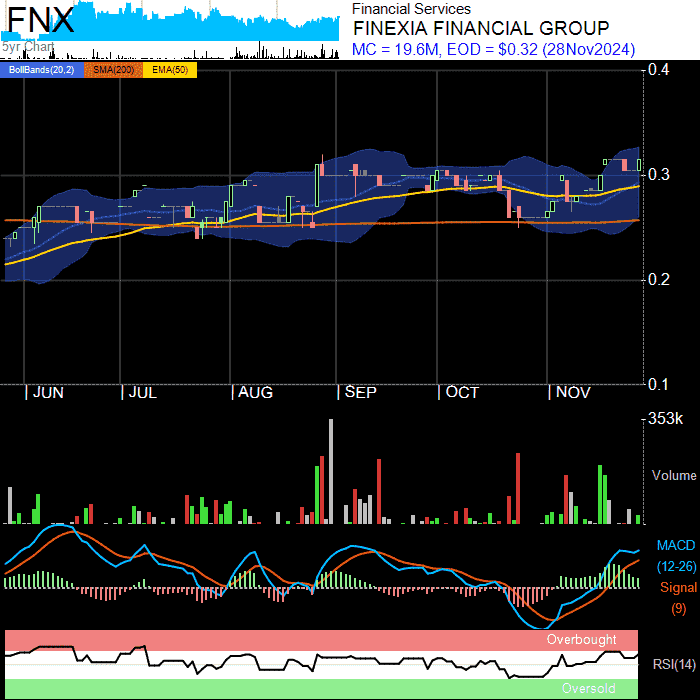 FNX
5yr Chart
Financial Services
FINEXIA FINANCIAL GROUP
MC = 19.6M, EOD = $0.32 (28Nov2024)
BollBands(20,2) SMA(200) EMA(50)
0.4
0.3
0.2
0.1
JUN JUL AUG SEP OCT NOV
353k
Volume
MACD
(12-26)
Signal
(9)
Overbought
RSI(14)
Oversold